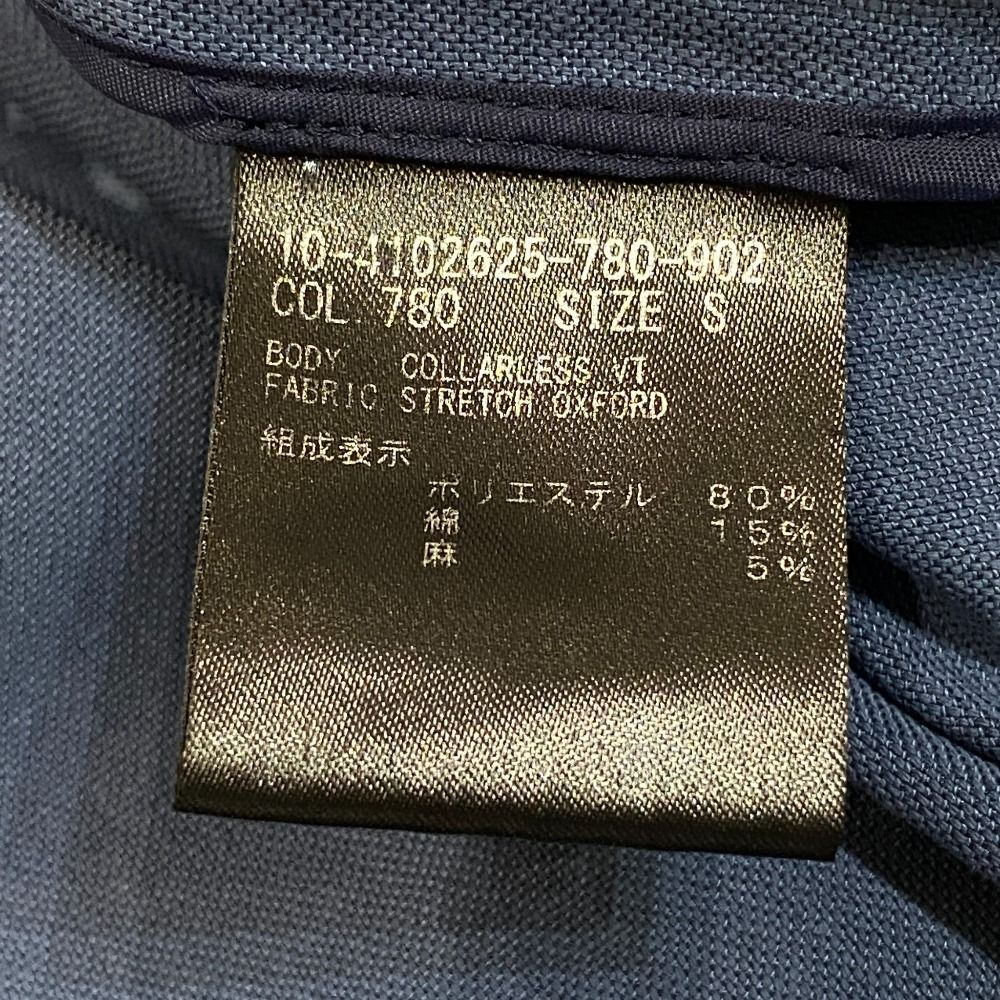 10-4102625-780-902
COL. 780 SIZE S
BODY COLLARLESS VT
FABRIC STRETCH OXFORD
組成表示
ポリエステル 80%
綿 15%
麻 5%